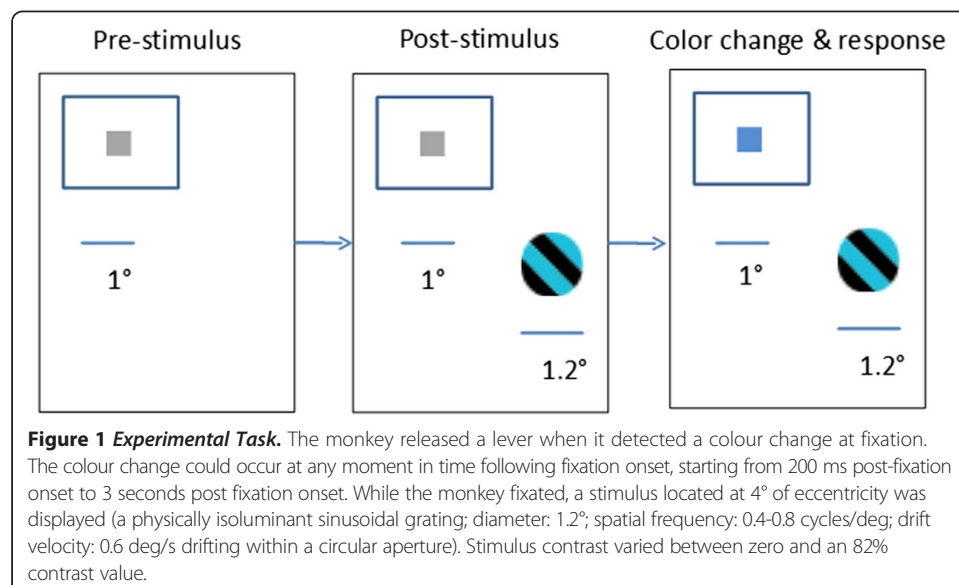 Pre-stimulus
Post-stimulus
Color change & response
1°
1°
1.2°
1°
1.2°
Figure 1 Experimental Task. The monkey released a lever when it detected a colour change at fixation.
The colour change could occur at any moment in time following fixation onset, starting from 200 ms post-fixation
onset to 3 seconds post fixation onset. While the monkey fixated, a stimulus located at 4° of eccentricity was
displayed (a physically isoluminant sinusoidal grating; diameter: 1.2°; spatial frequency: 0.4-0.8 cycles/deg; drift
velocity: 0.6 deg/s drifting within a circular aperture). Stimulus contrast varied between zero and an 82%
contrast value.